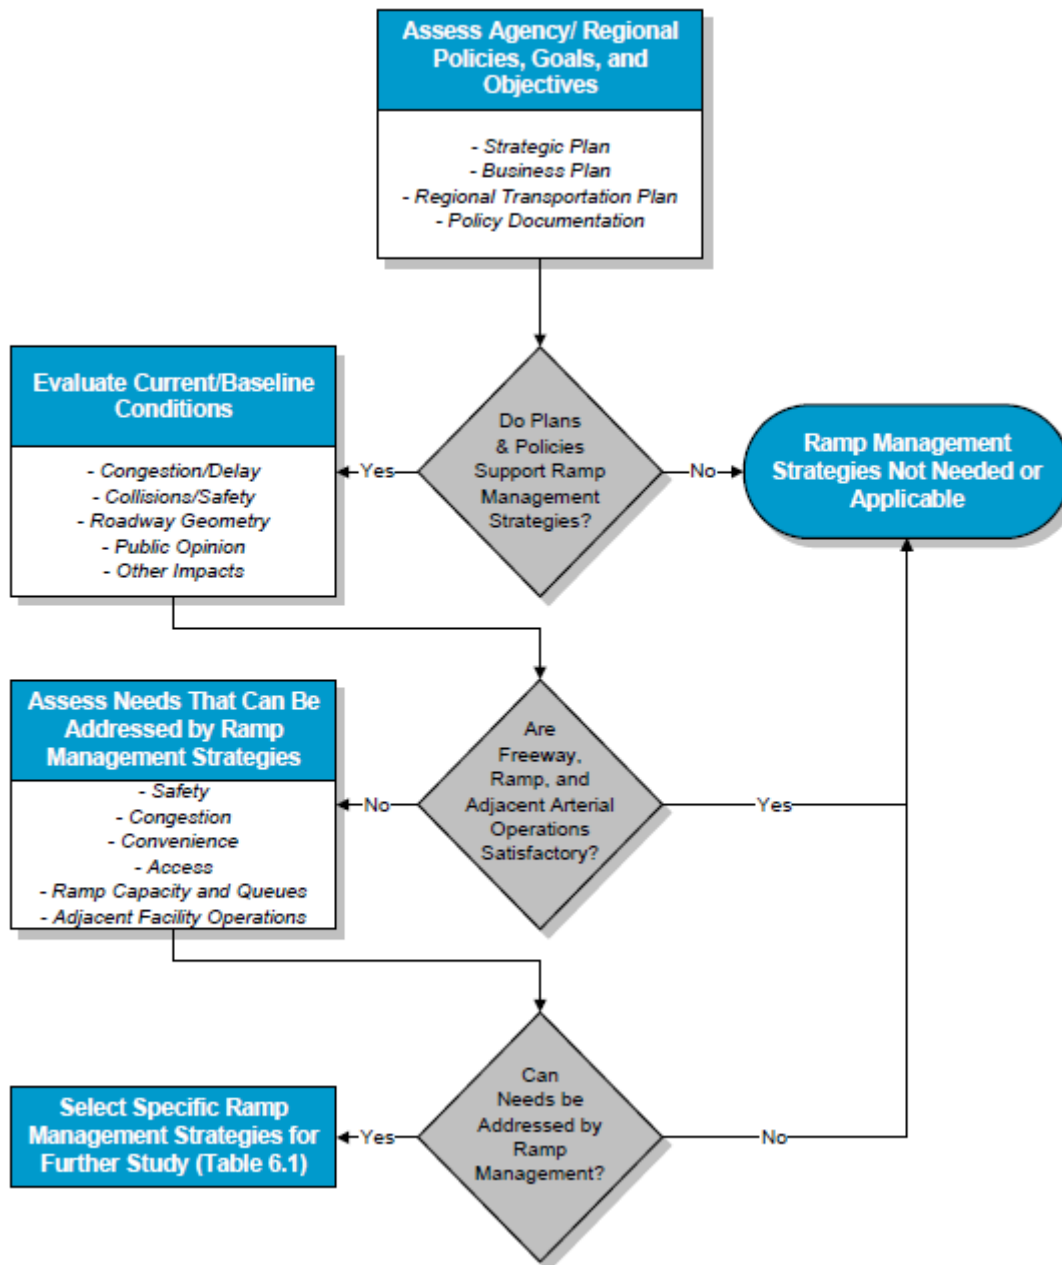 Assess Agency/ Regional
Policies, Goals, and
Objectives
- Strategic Plan
- Business Plan
- Regional Transportation Plan
- Policy Documentation
Do Plans
& Policies
Support Ramp
Management
Strategies?
Yes
No
Evaluate Current/Baseline
Conditions
- Congestion/Delay
- Collisions/Safety
- Roadway Geometry
- Public Opinion
- Other Impacts
Ramp Management
Strategies Not Needed or
Applicable
Are
Freeway,
Ramp, and
Adjacent Arterial
Operations
Satisfactory?
No
Yes
Assess Needs That Can Be
Addressed by Ramp
Management Strategies
- Safety
- Congestion
- Convenience
- Access
- Ramp Capacity and Queues
- Adjacent Facility Operations
Can
Needs be
Addressed by
Ramp
Management?
Yes
No
Select Specific Ramp
Management Strategies for
Further Study (Table 6.1)